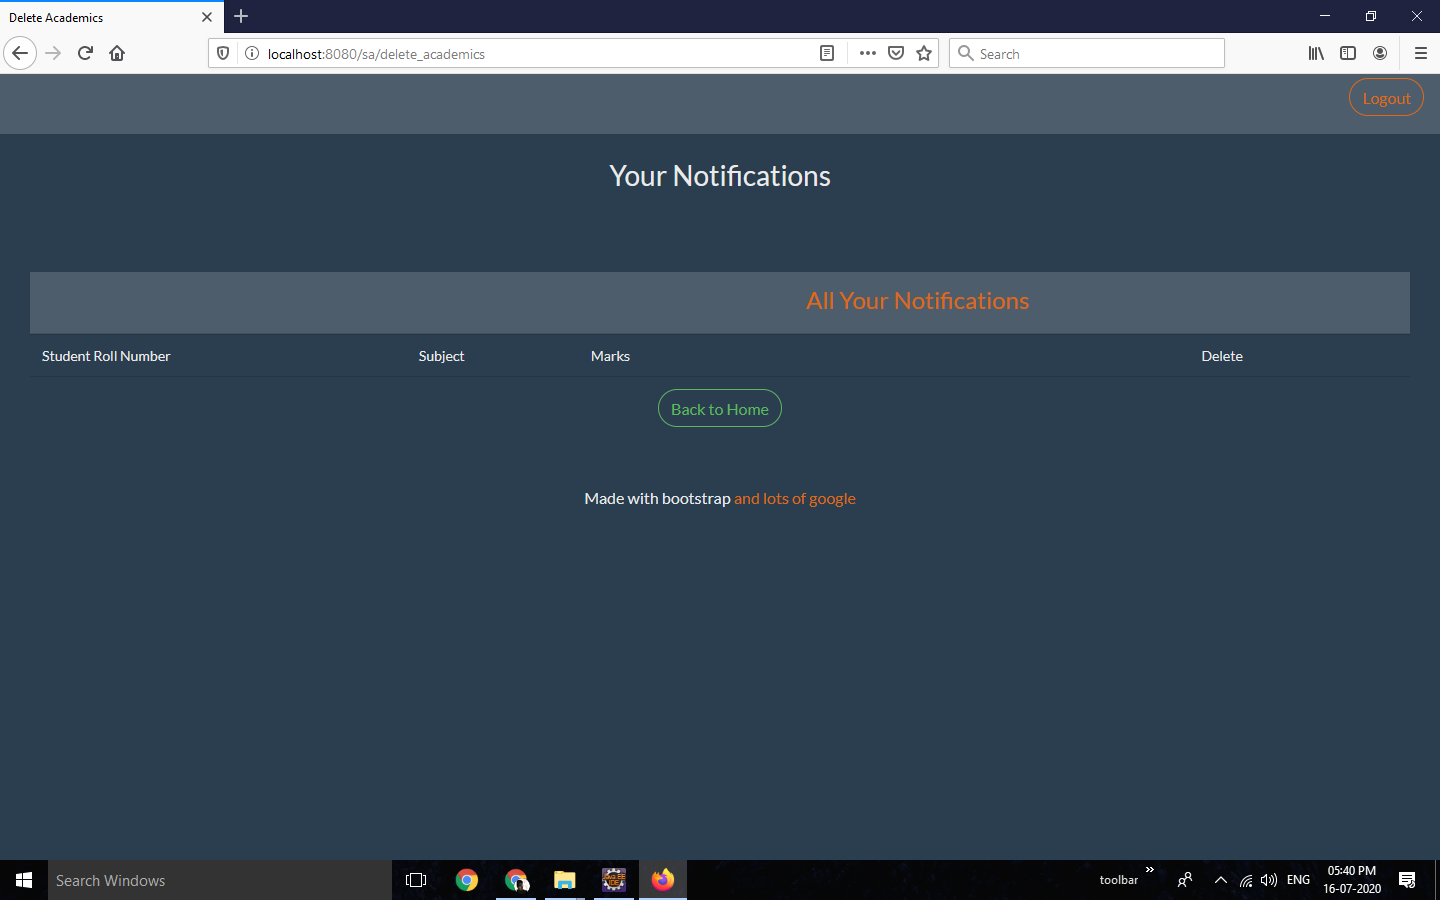 Delete Academics
localhost:8080/sa/delete_academics
Search
Logout
Your Notifications
All Your Notifications
Student Roll Number Subject Marks Delete
Back to Home
Made with bootstrap and lots of google
Search Windows
toolbar
ENG
05:40 PM
16-07-2020